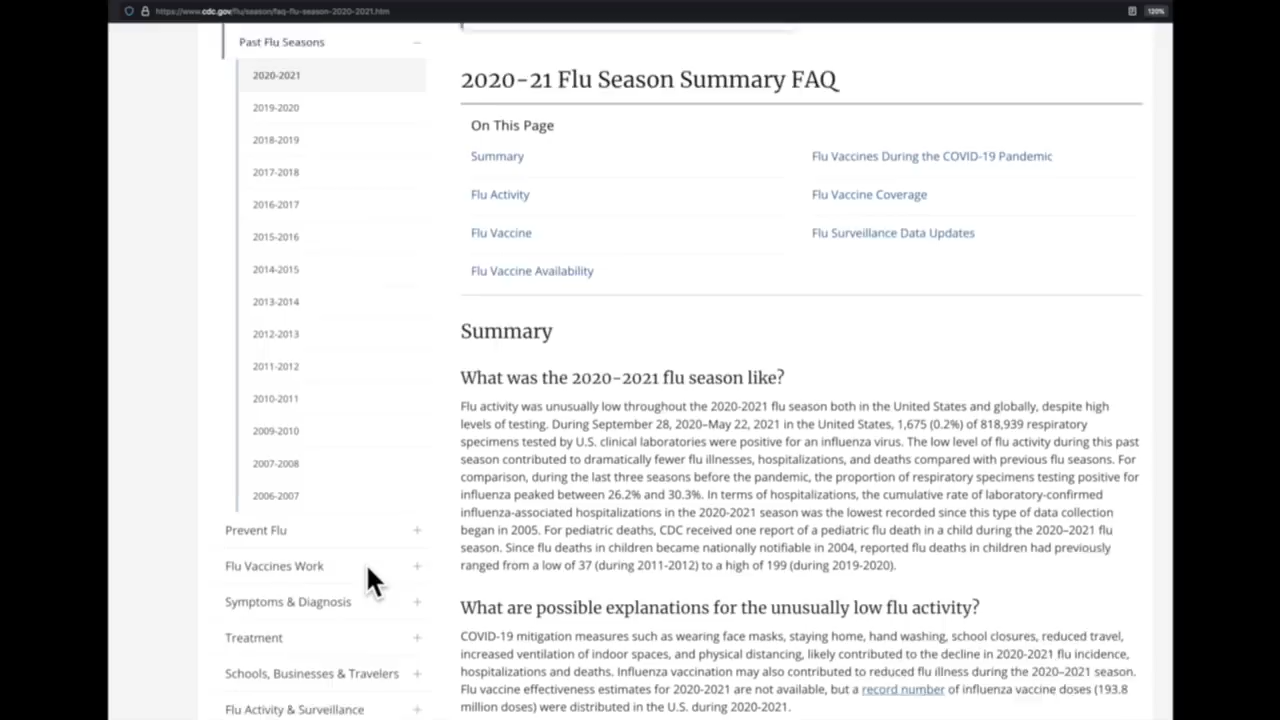 https://www.cdc.gov/flu/season/faq-flu-season-2020-2021.htm
120%
Past Flu Seasons
2020-2021
2019-2020
2018-2019
2017-2018
2016-2017
2015-2016
2014-2015
2013-2014
2012-2013
2011-2012
2010-2011
2009-2010
2007-2008
2006-2007
Prevent Flu
Flu Vaccines Work
Symptoms & Diagnosis
Treatment
Schools, Businesses & Travelers
Flu Activity & Surveillance
2020-21 Flu Season Summary FAQ
On This Page
Summary
Flu Activity
Flu Vaccine
Flu Vaccine Availability
Flu Vaccines During the COVID-19 Pandemic
Flu Vaccine Coverage
Flu Surveillance Data Updates
Summary
What was the 2020-2021 flu season like?
Flu activity was unusually low throughout the 2020-2021 flu season both in the United States and globally, despite high
levels of testing. During September 28, 2020–May 22, 2021 in the United States, 1,675 (0.2%) of 818,939 respiratory
specimens tested by U.S. clinical laboratories were positive for an influenza virus. The low level of flu activity during this past
season contributed to dramatically fewer flu illnesses, hospitalizations, and deaths compared with previous flu seasons. For
comparison, during the last three seasons before the pandemic, the proportion of respiratory specimens testing positive for
influenza peaked between 26.2% and 30.3%. In terms of hospitalizations, the cumulative rate of laboratory-confirmed
influenza-associated hospitalizations in the 2020-2021 season was the lowest recorded since this type of data collection
began in 2005. For pediatric deaths, CDC received one report of a pediatric flu death in a child during the 2020–2021 flu
season. Since flu deaths in children became nationally notifiable in 2004, reported flu deaths in children had previously
ranged from a low of 37 (during 2011-2012) to a high of 199 (during 2019-2020).
What are possible explanations for the unusually low flu activity?
COVID-19 mitigation measures such as wearing face masks, staying home, hand washing, school closures, reduced travel,
increased ventilation of indoor spaces, and physical distancing, likely contributed to the decline in 2020-2021 flu incidence,
hospitalizations and deaths. Influenza vaccination may also contributed to reduced flu illness during the 2020–2021 season.
Flu vaccine effectiveness estimates for 2020-2021 are not available, but a record number of influenza vaccine doses (193.8
million doses) were distributed in the U.S. during 2020-2021.